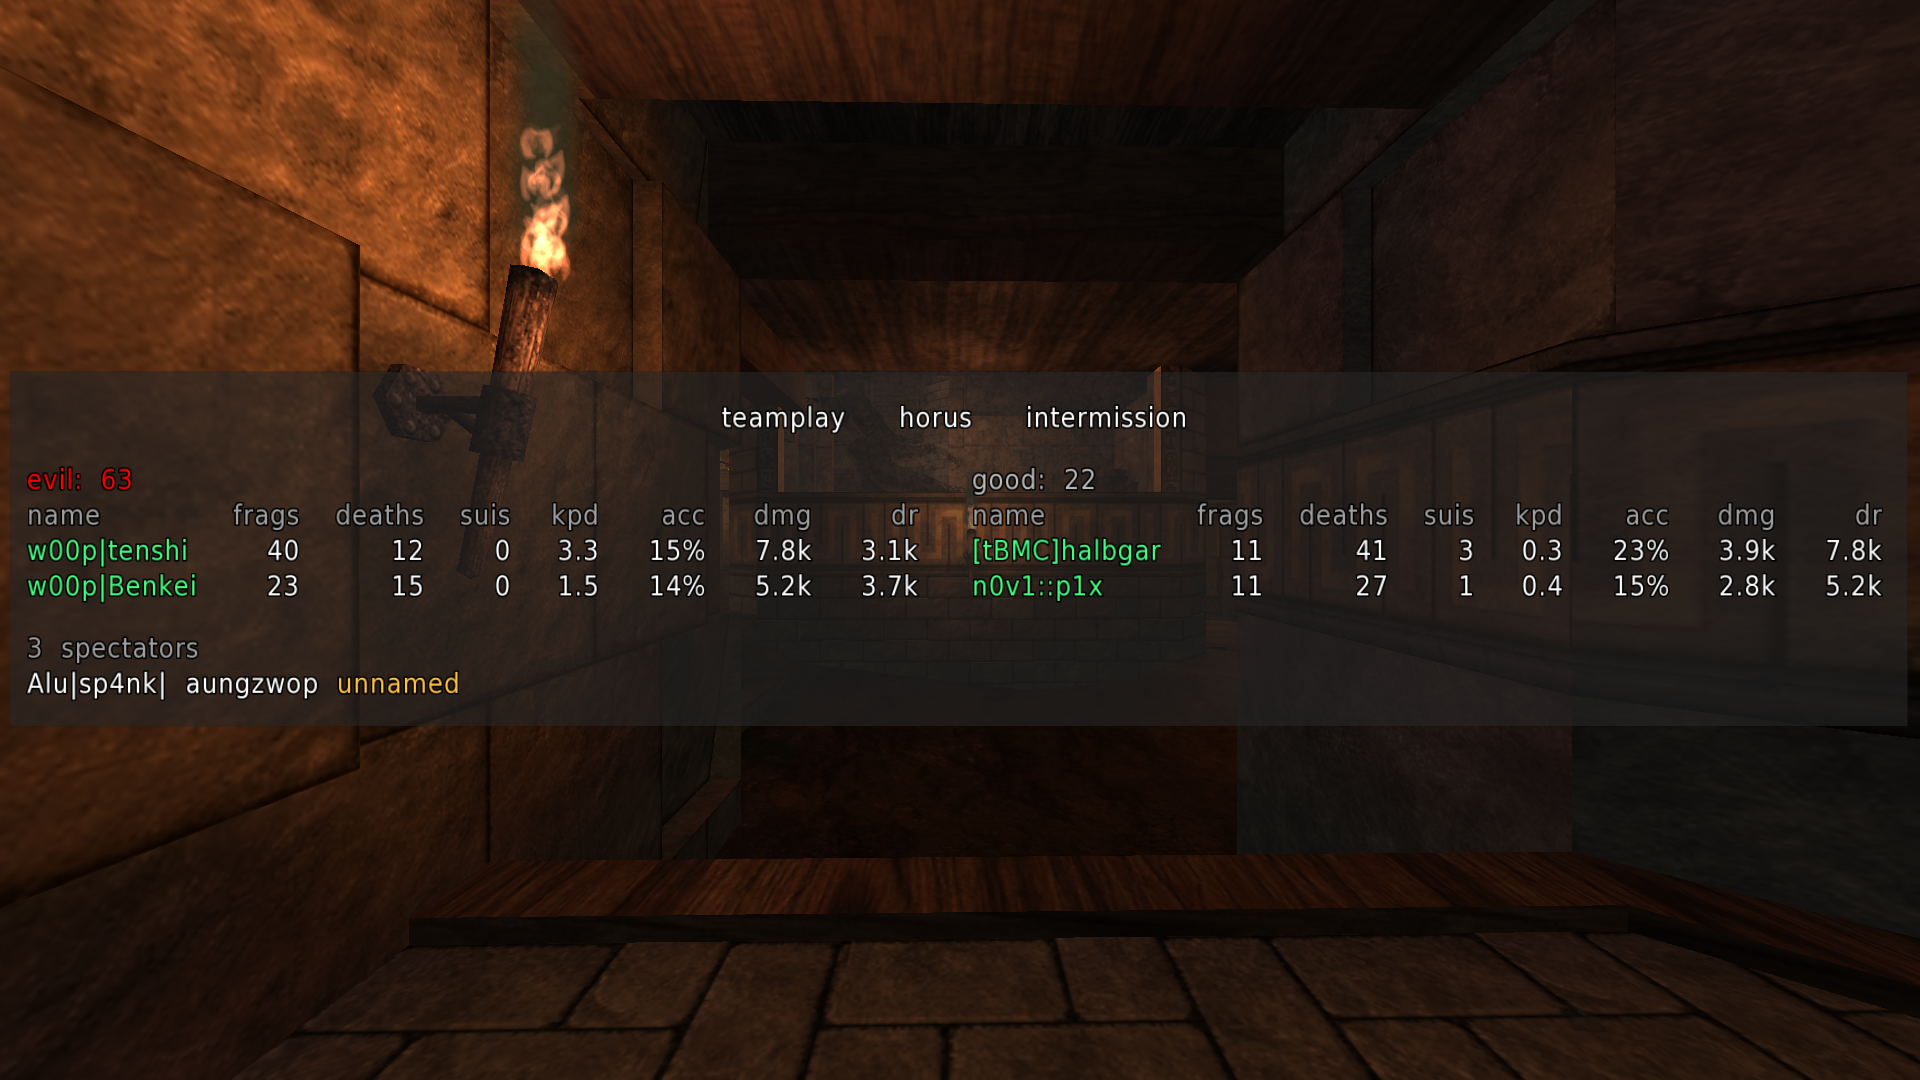 teamplay horus intermission
evil: 63
name frags deaths suis kpd acc dmg dr
w00p|tenshi 40 12 0 3.3 15% 7.8k 3.1k
w00p|Benkei 23 15 0 1.5 14% 5.2k 3.7k
good: 22
name frags deaths suis kpd acc dmg dr
[tBMC]halbgar 11 41 3 0.3 23% 3.9k 7.8k
n0v1::p1x 11 27 1 0.4 15% 2.8k 5.2k
3 spectators
Alu|sp4nk| aungzwop unnamed